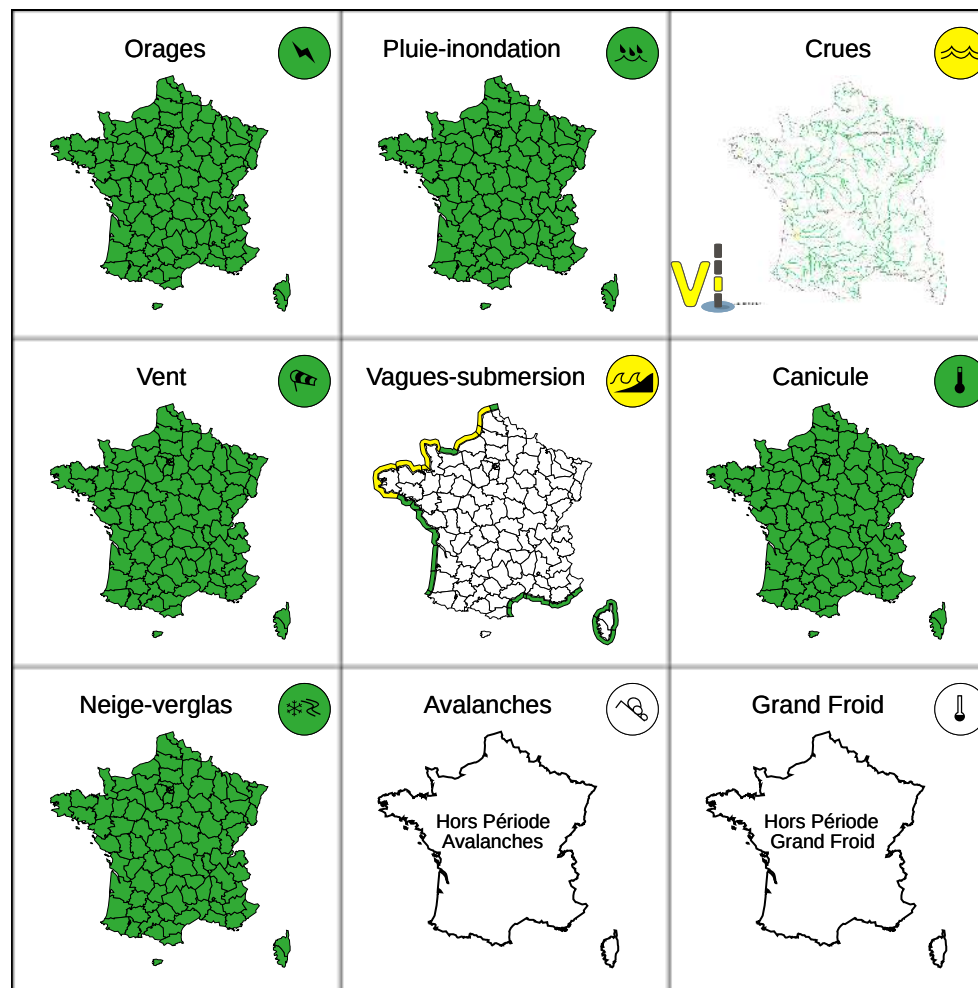 Orages
Pluie-inondation
Crues
Vi
Vent
Vagues-submersion
Canicule
Neige-verglas
Avalanches
Grand Froid
Hors Période
Avalanches
Hors Période
Grand Froid